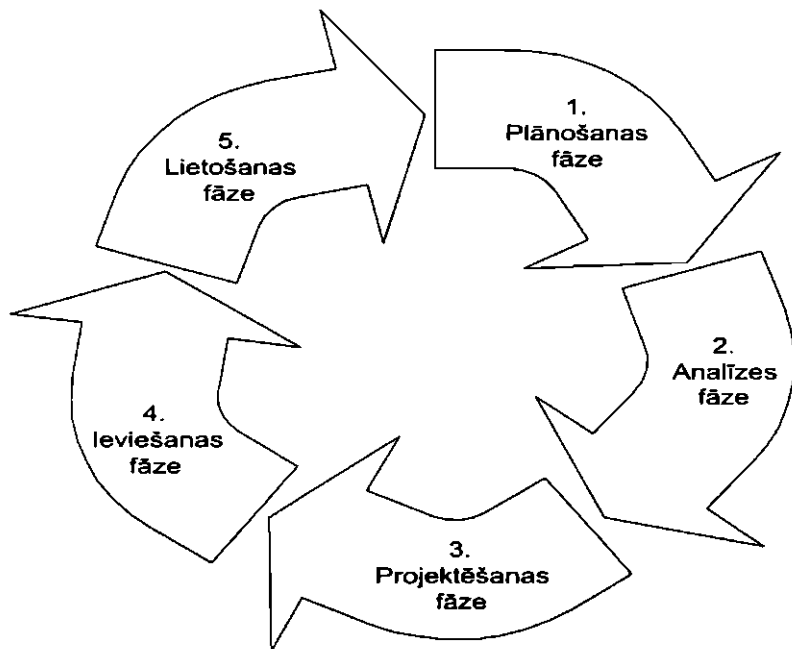 1.
Plānošanas
fāze
2.
Analīzes
fāze
3.
Projektēšanas
fāze
4.
Ieviešanas
fāze
5.
Lietošanas
fāze